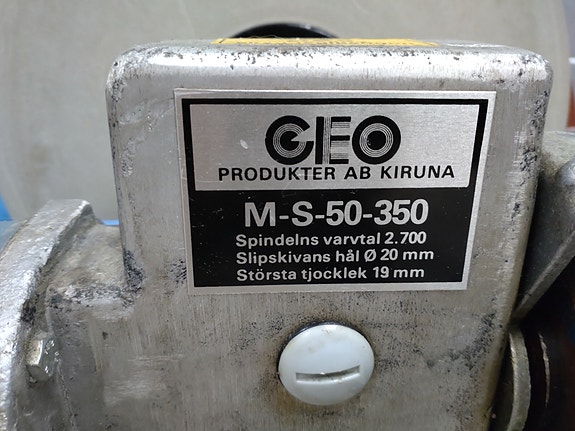 GEO
PRODUKTER AB KIRUNA
M-S-50-350
Spindelns varvtal 2.700
Slipskivans hål Ø 20 mm
Största tjocklek 19 mm